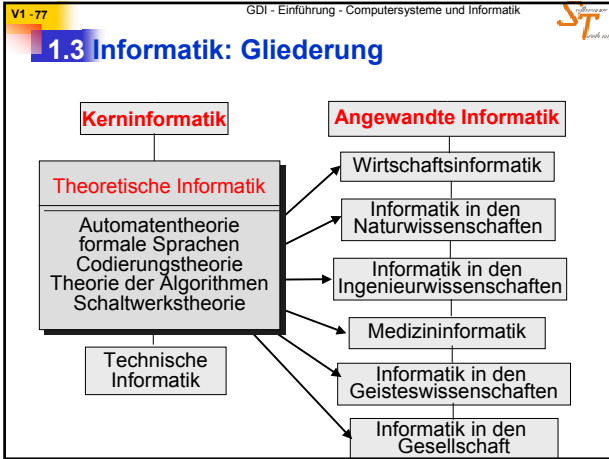 V1 - 77
GDI - Einführung - Computersysteme und Informatik
1.3 Informatik: Gliederung
Kerninformatik
Theoretische Informatik
Automatentheorie
formale Sprachen
Codierungstheorie
Theorie der Algorithmen
Schaltwerkstheorie
Technische
Informatik
Angewandte Informatik
Wirtschaftsinformatik
Informatik in den
Naturwissenschaften
Informatik in den
Ingenieurwissenschaften
Medizininformatik
Informatik in den
Geisteswissenschaften
Informatik in den
Gesellschaft